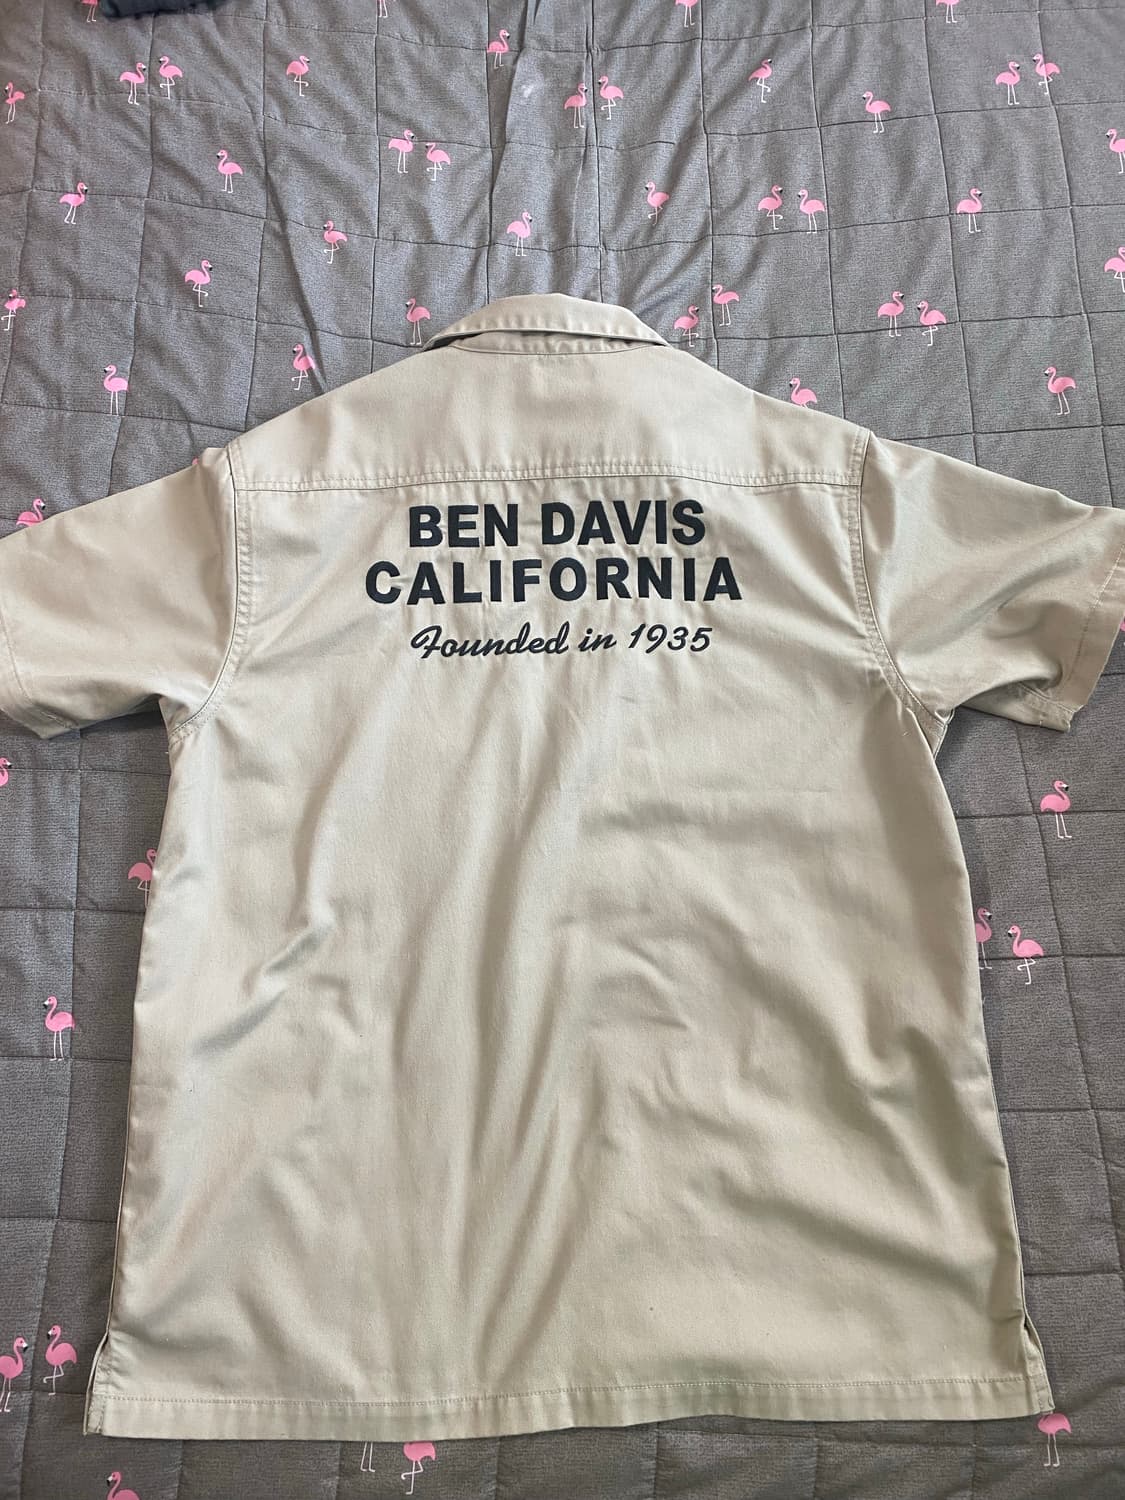 BEN DAVIS
CALIFORNIA
Founded in 1935